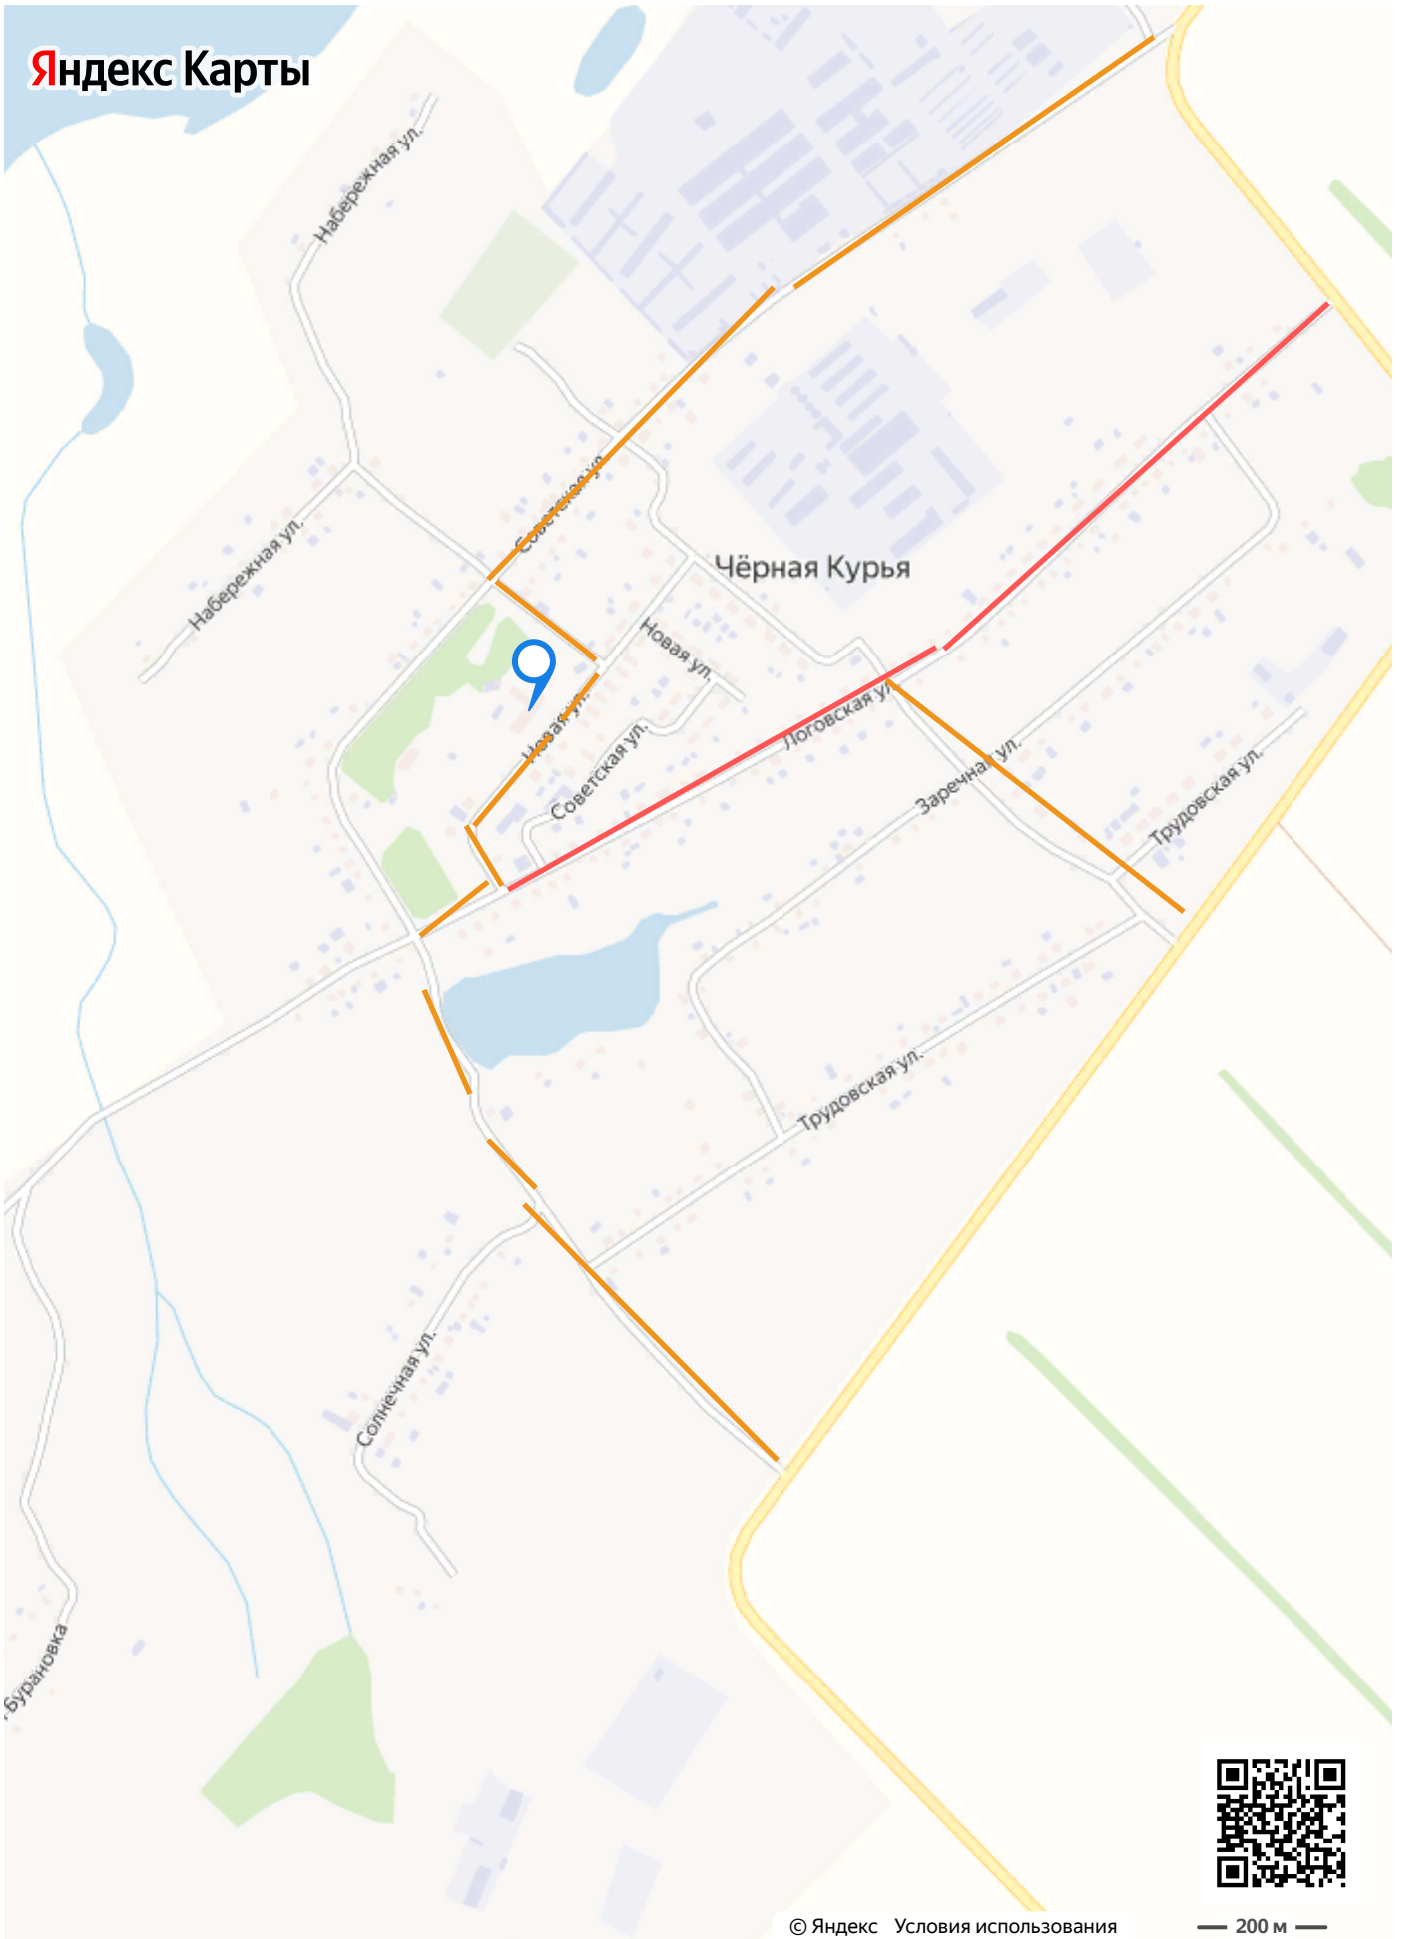 Яндекс Карты
Набережная ул.
Советская ул.
Набережная ул.
Чёрная Курья
Новая ул.
Новая ул.
Логовская ул.
Советская ул.
Заречная ул.
Трудовская ул.
Трудовская ул.
Солнечная ул.
Бурановка
© Яндекс Условия использования
200 м